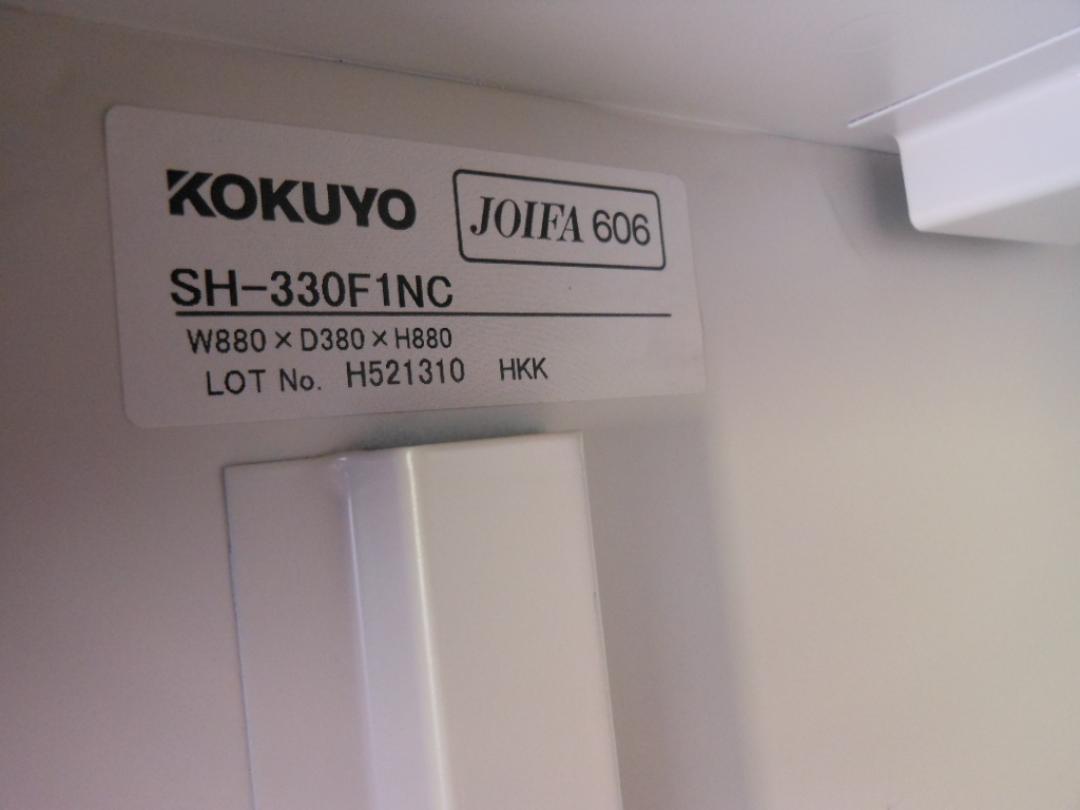 KOKUYO JOIFA 606
SH-330F1NC
W880×D380×H880
LOT No. H521310 HKK